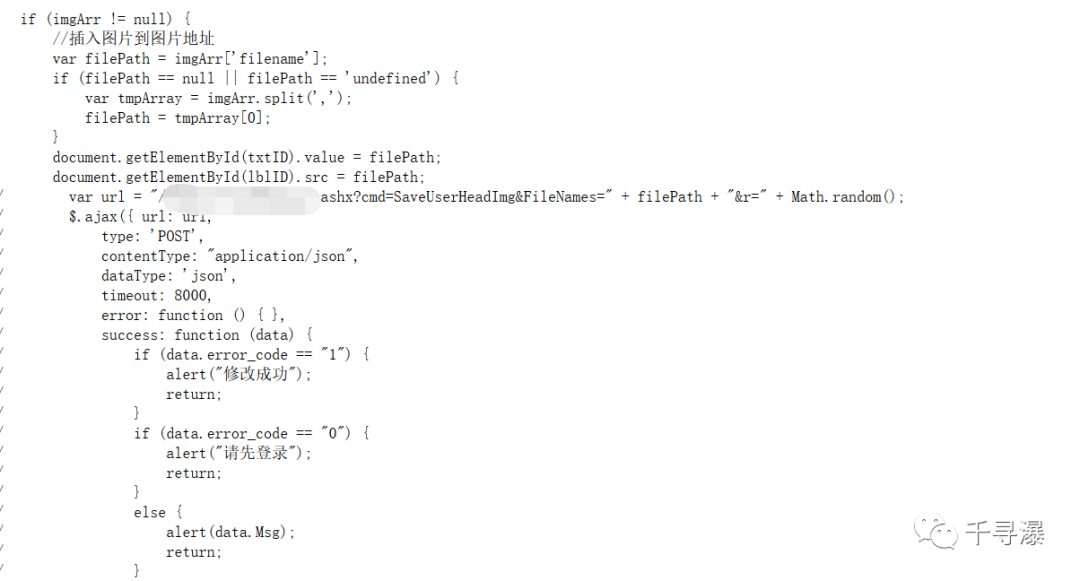 if (imgArr != null) {
//插入图片到图片地址
var filePath = imgArr['filename'];
if (filePath == null || filePath == 'undefined') {
var tmpArray = imgArr.split(',');
filePath = tmpArray[0];
}
document.getElementById(txtID).value = filePath;
document.getElementById(lblID).src = filePath;
/ var url = "/ ashx?cmd=SaveUserHeadImg&FileNames=" + filePath + "&r=" + Math.random();
/ $.ajax({ url: url,
/ type: 'POST',
/ contentType: "application/json",
/ dataType: 'json',
/ timeout: 8000,
/ error: function () { },
/ success: function (data) {
/ if (data.error_code == "1") {
/ alert("修改成功");
/ return;
/ }
/ if (data.error_code == "0") {
/ alert("请先登录");
/ return;
/ }
/ else {
/ alert(data.Msg);
/ return;
/ }
千寻瀑